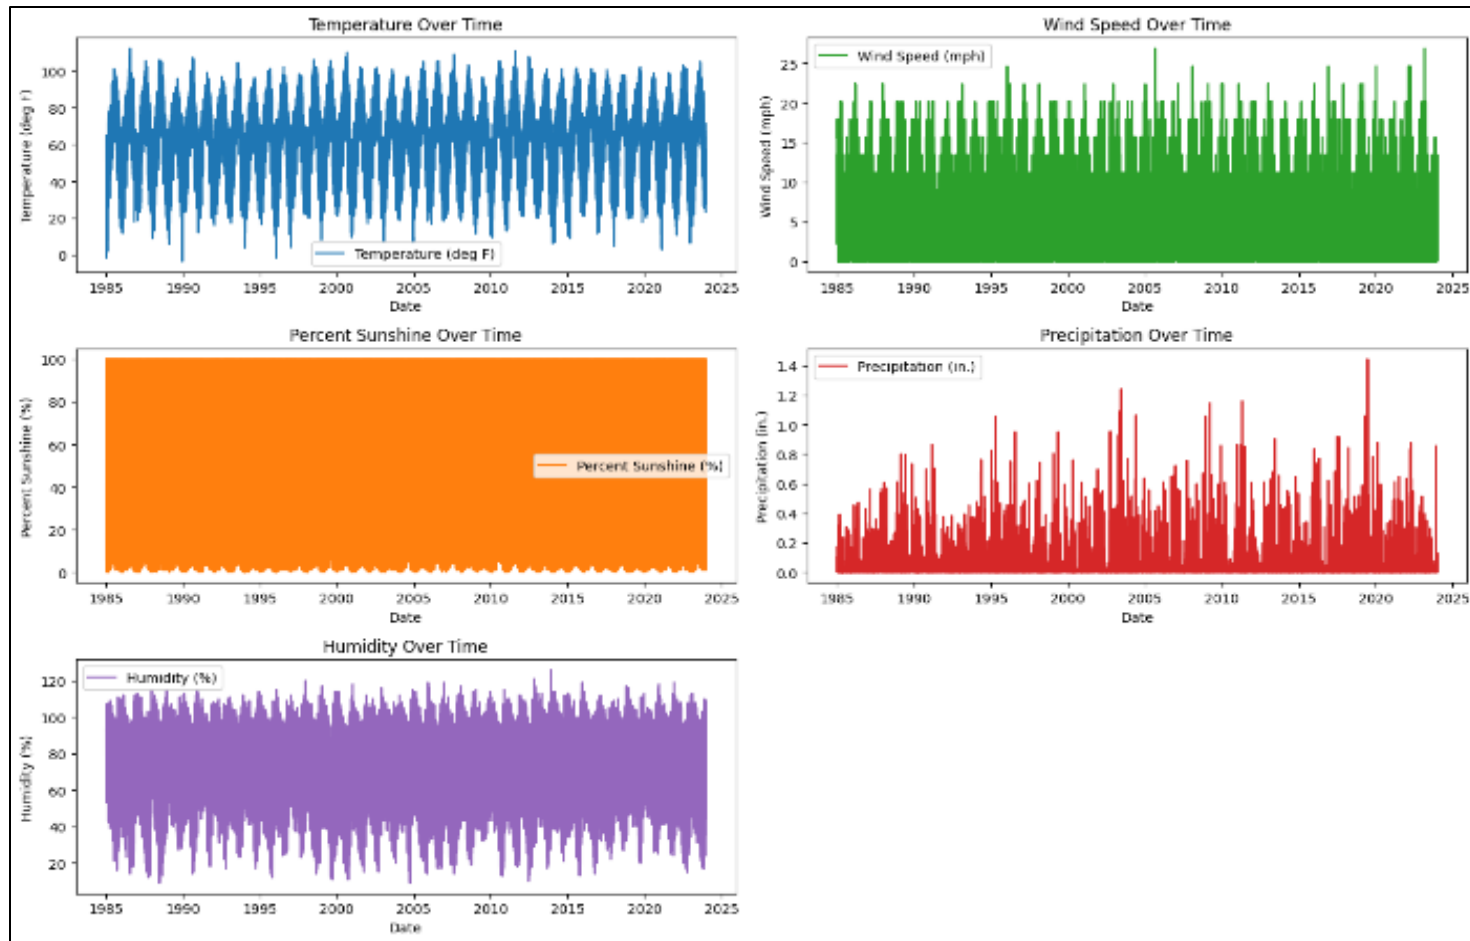 Temperature Over Time
100
80
60
40
20
0
Temperature (deg F)
Temperature (deg F)
1985 1990 1995 2000 2005 2010 2015 2020 2025
Date
Wind Speed Over Time
25
20
15
10
5
0
Wind Speed (mph)
Wind Speed (mph)
1985 1990 1995 2000 2005 2010 2015 2020 2025
Date
Percent Sunshine Over Time
100
80
60
40
20
0
Percent Sunshine (%)
Percent Sunshine (%)
1985 1990 1995 2000 2005 2010 2015 2020 2025
Date
Precipitation Over Time
1.4
1.2
1.0
0.8
0.6
0.4
0.2
0.0
Precipitation (in.)
Precipitation (in.)
1985 1990 1995 2000 2005 2010 2015 2020 2025
Date
Humidity Over Time
120
100
80
60
40
20
Humidity (%)
Humidity (%)
1985 1990 1995 2000 2005 2010 2015 2020 2025
Date